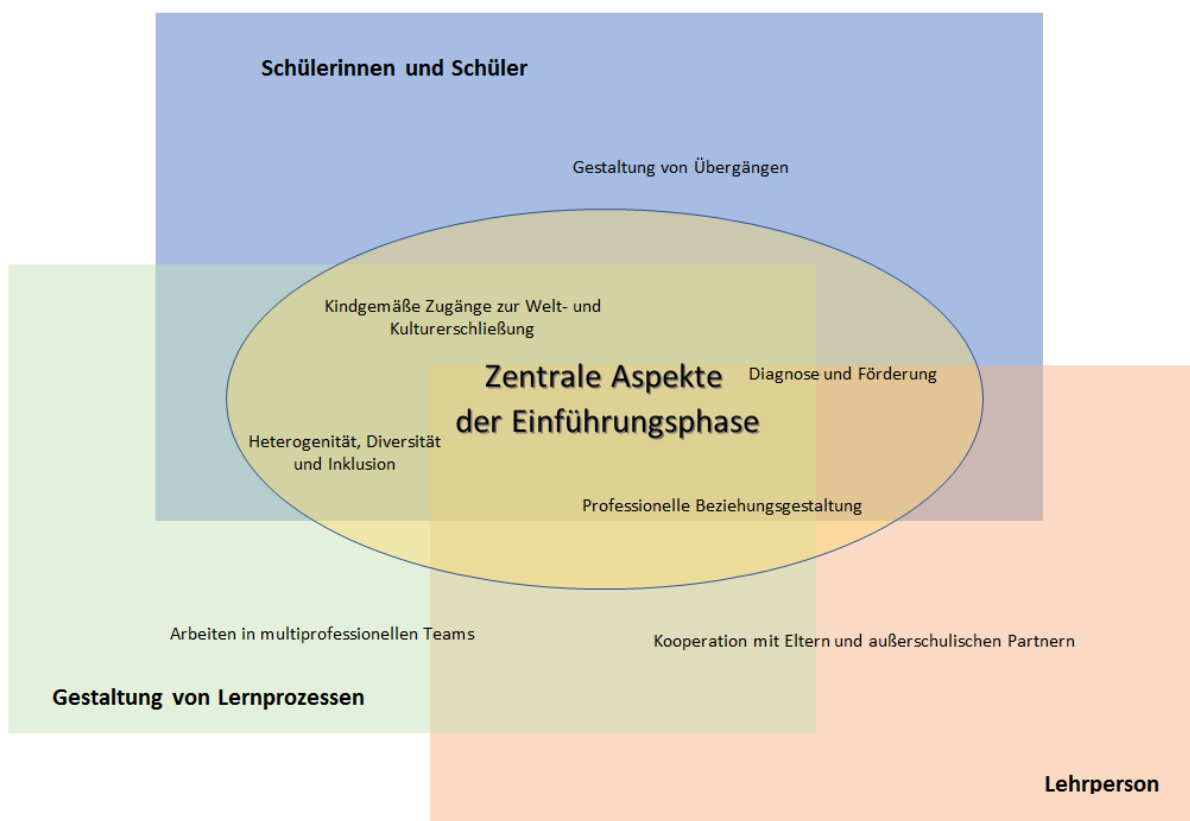 Schülerinnen und Schüler
Gestaltung von Übergängen
Kindgemäße Zugänge zur Welt- und
Kulturerschließung
Zentrale Aspekte
der Einführungsphase
Diagnose und Förderung
Heterogenität, Diversität
und Inklusion
Professionelle Beziehungsgestaltung
Arbeiten in multiprofessionellen Teams
Kooperation mit Eltern und außerschulischen Partnern
Gestaltung von Lernprozessen
Lehrperson